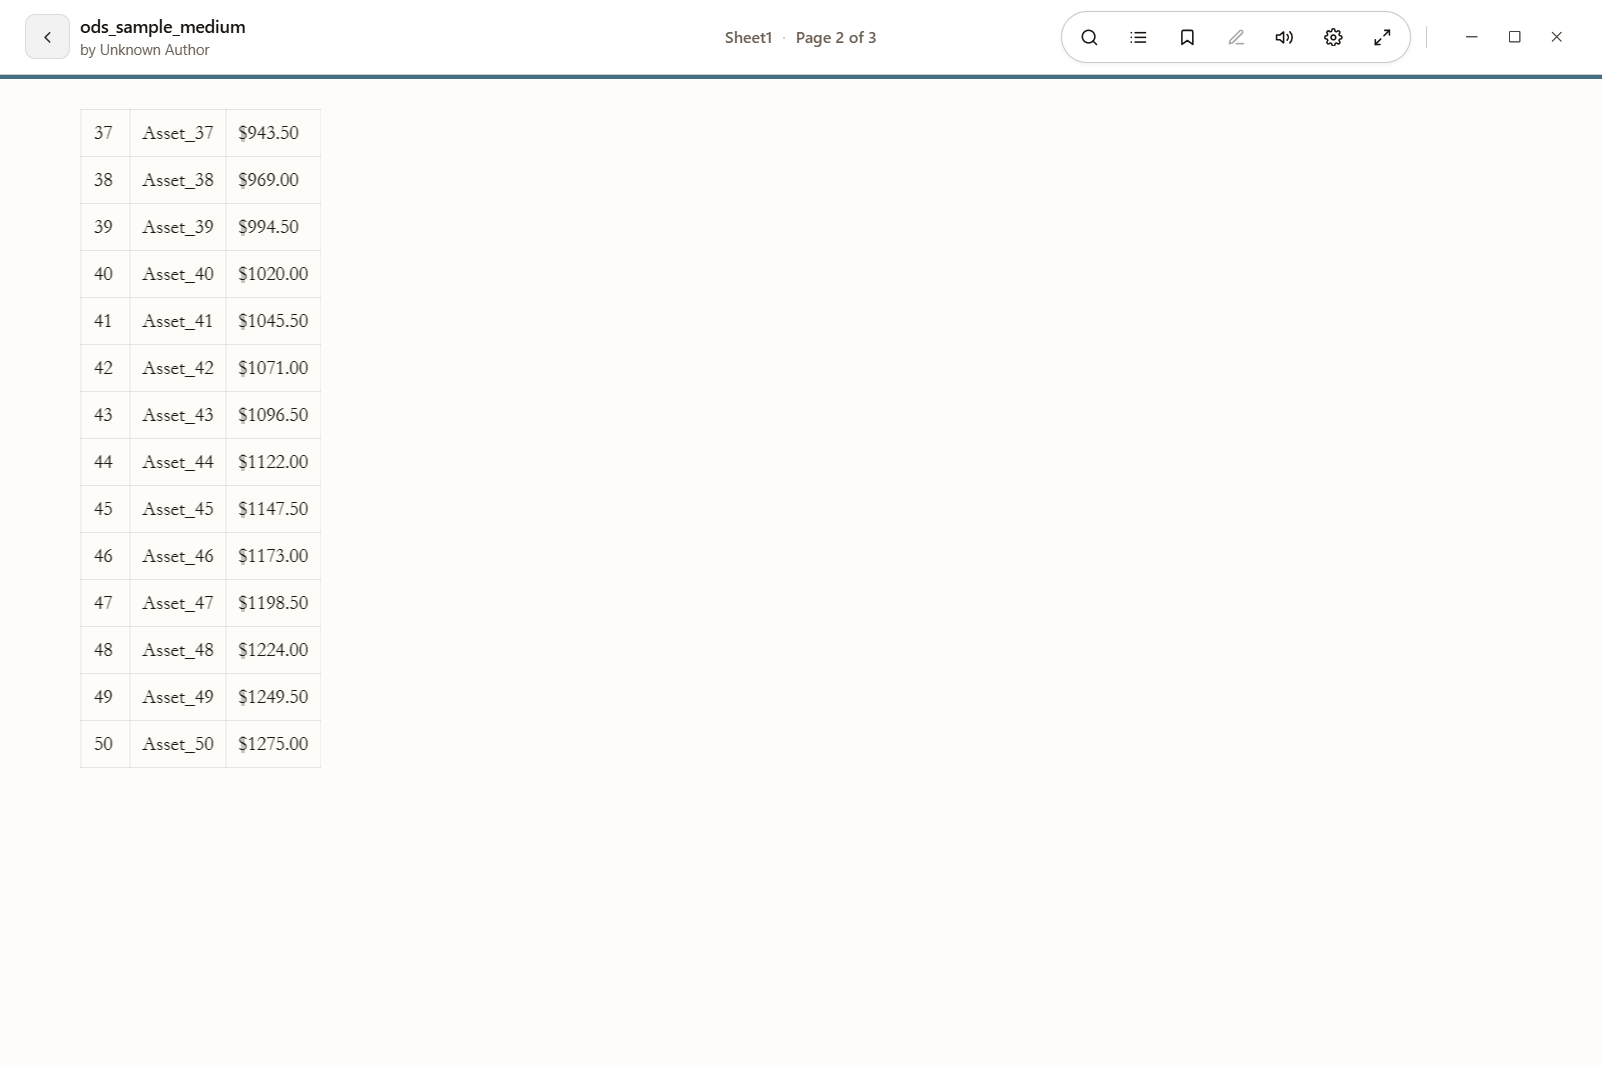 ods_sample_medium
by Unknown Author
Sheet1 · Page 2 of 3
37 Asset_37 $943.50
38 Asset_38 $969.00
39 Asset_39 $994.50
40 Asset_40 $1020.00
41 Asset_41 $1045.50
42 Asset_42 $1071.00
43 Asset_43 $1096.50
44 Asset_44 $1122.00
45 Asset_45 $1147.50
46 Asset_46 $1173.00
47 Asset_47 $1198.50
48 Asset_48 $1224.00
49 Asset_49 $1249.50
50 Asset_50 $1275.00